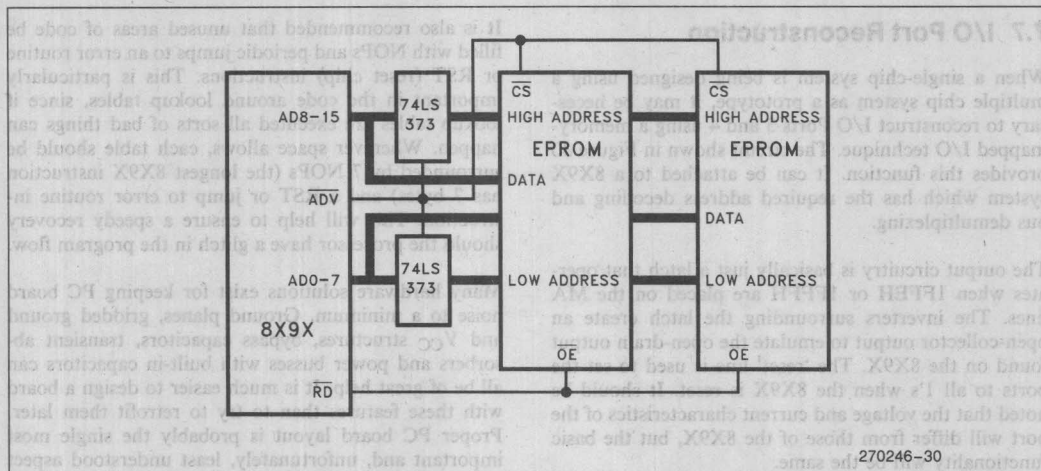 7.7 I/O Port Reconstruction
When a single-chip system is being designed using a
multiple chip system as a prototype, it may be neces-
sary to reconstruct I/O Ports 3 and 4 using a memory-
mapped I/O technique. The circuit shown in Figure
provides this function. It can be attached to a 8X9X
system which has the required address decoding and
bus demultiplexing.
The output circuitry is basically just a latch that oper-
ates when 1FFEH or 1FFFH are placed on the MA
lines. The inverters surrounding the latch create an
open-collector output to emulate the open-drain output
found on the 8X9X. The 'reset' line is used to set the
ports to all 1's when the 8X9X is reset. It should be
noted that the voltage and current characteristics of the
port will differ from those of the 8X9X, but the basic
functionality will be the same.
It is also recommended that unused areas of code be
filled with NOPs and periodic jumps to an error routine
or RST (reset chip) instructions. This is particularly
important in the code around lookup tables, since if
lookup tables are executed all sorts of bad things can
happen. Wherever space allows, each table should be
surrounded by 7 NOPs (the longest 8X9X instruction
has 7 bytes) and a RST or jump to error routine in-
struction. This will help to ensure a speedy recovery
should the processor have a glitch in the program flow.
Many hardware solutions exist for keeping PC board
noise to a minimum. Ground planes, gridded ground
and VCC structures, bypass capacitors, transient ab-
sorbers and power busses with built-in capacitors can
all be of great help. It is much easier to design a board
with these features than to try to retrofit them later.
Proper PC board layout is probably the single most
important and, unfortunately, least understood aspect
CS
CS
AD8-15
74LS
373
HIGH ADDRESS
HIGH ADDRESS
EPROM
EPROM
DATA
ADV
DATA
AD0-7
74LS
373
LOW ADDRESS
LOW ADDRESS
8X9X
OE
OE
RD
270246-30